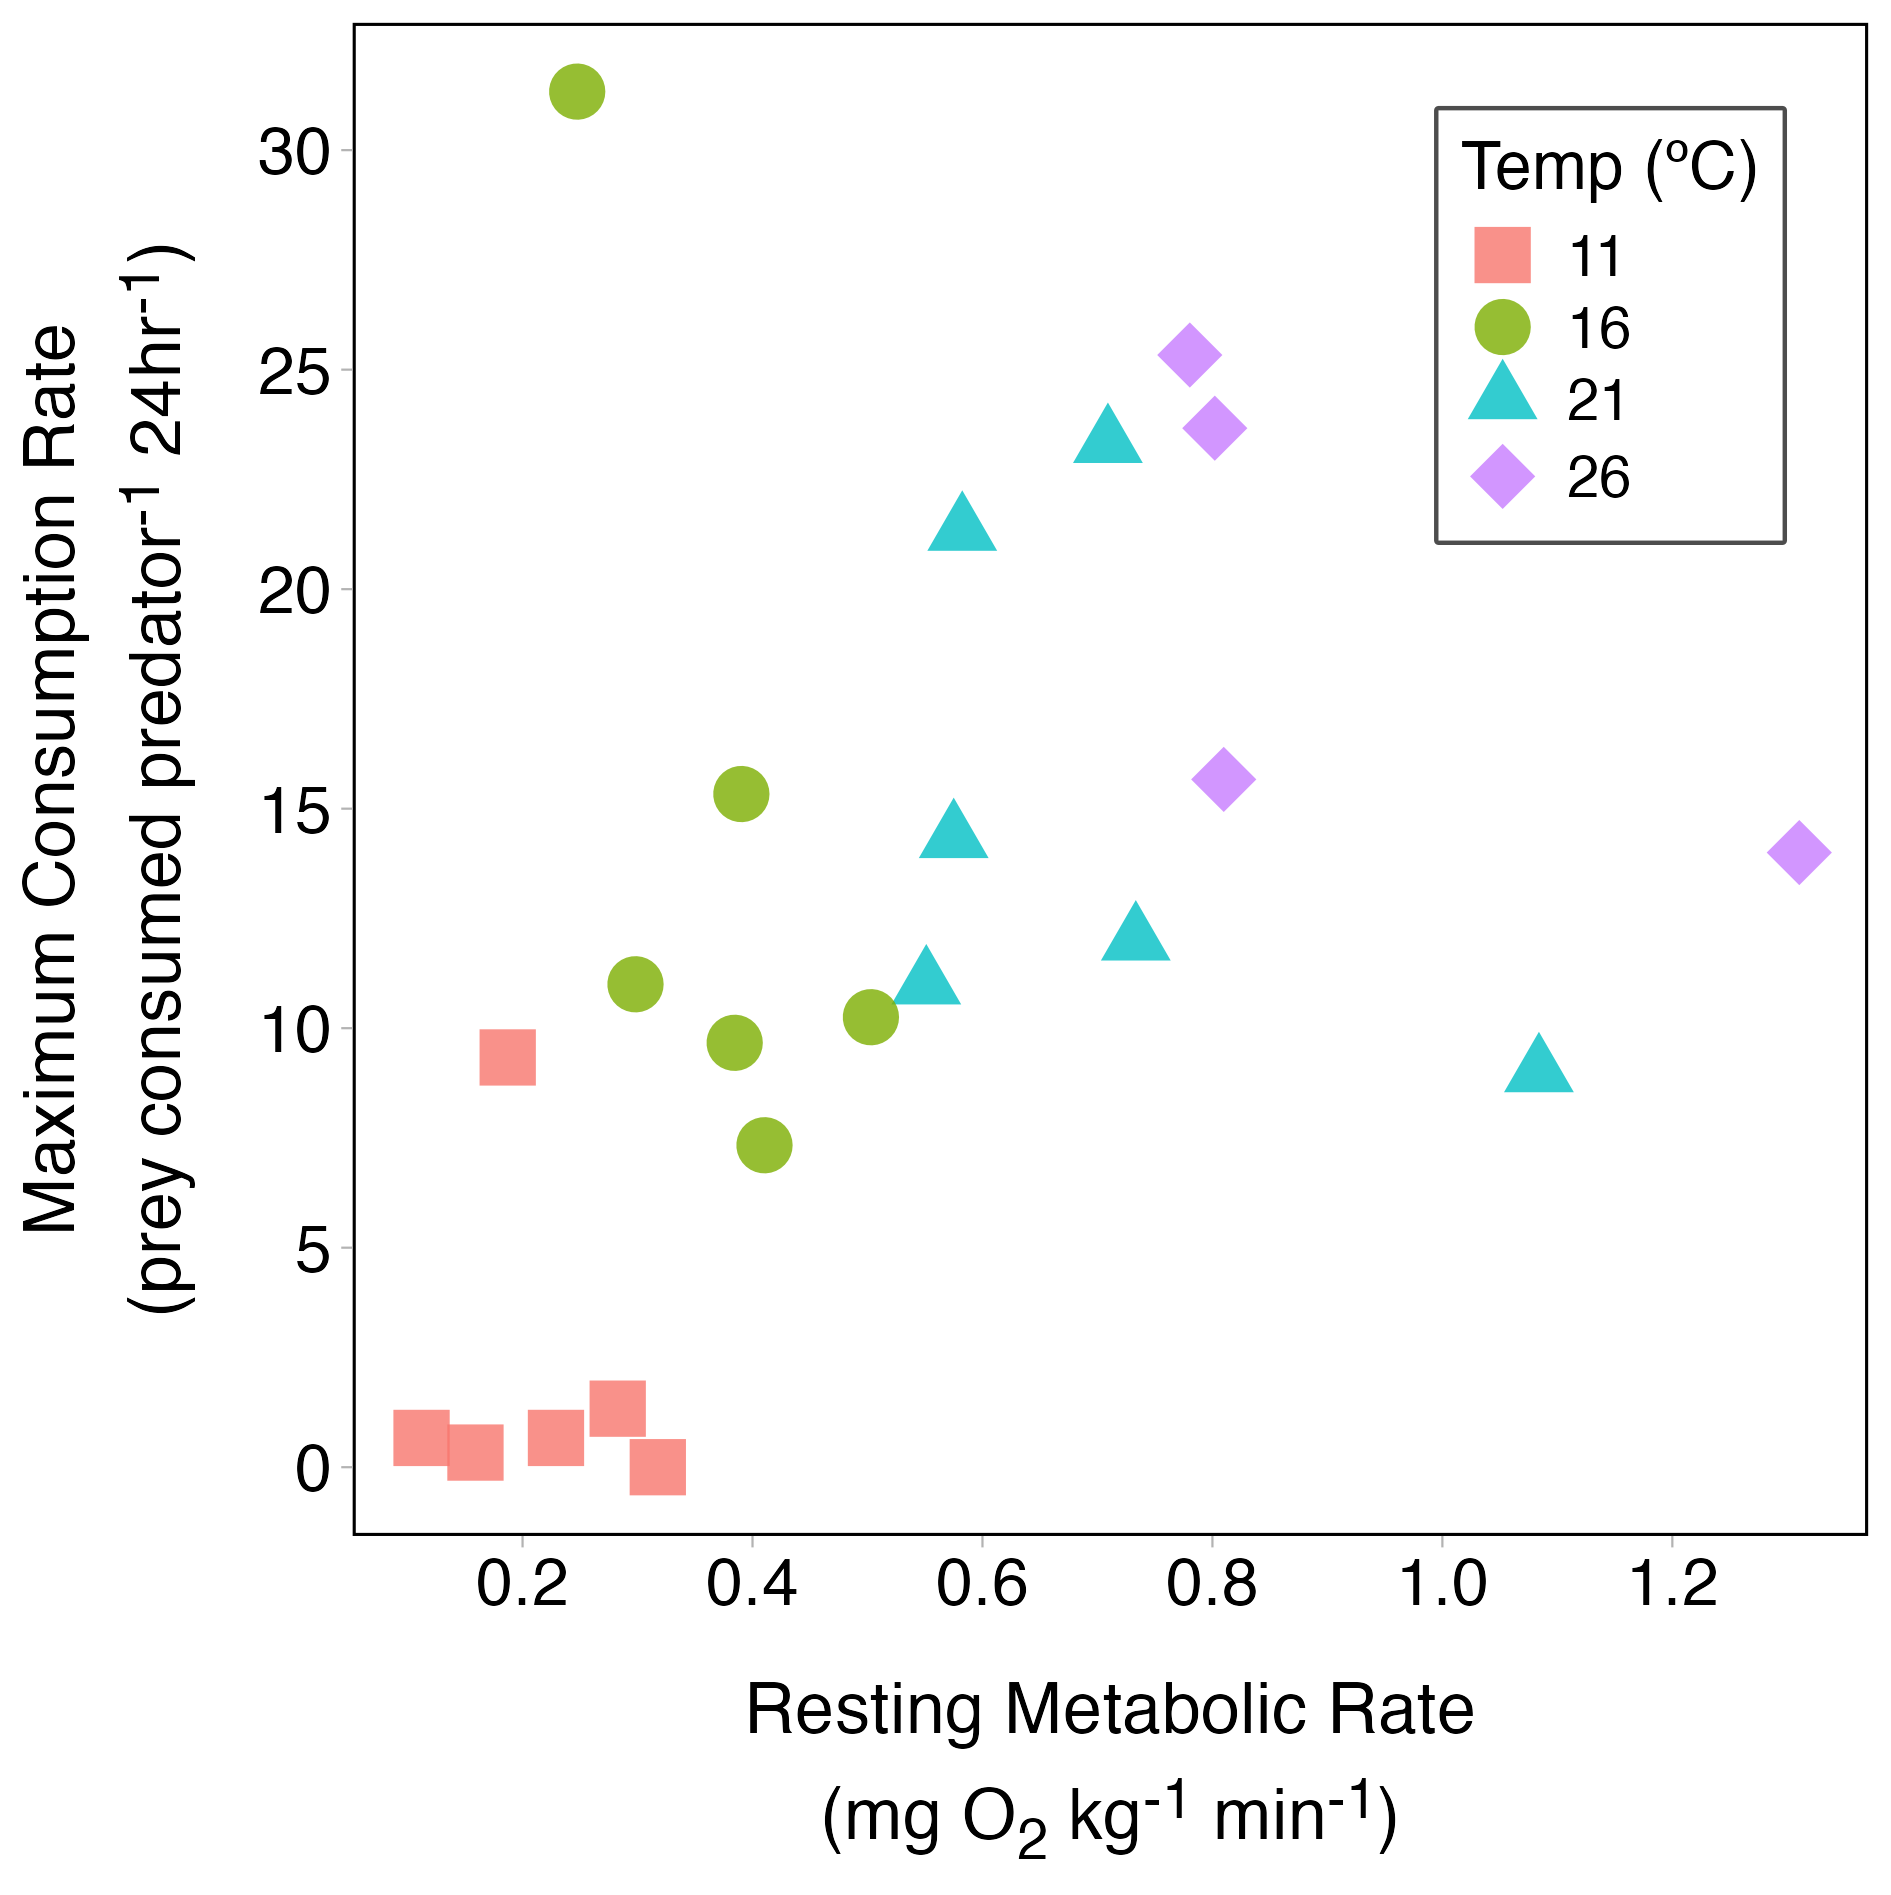 Maximum Consumption Rate
(prey consumed predator⁻¹ 24hr⁻¹)
30
25
20
15
10
5
0
Temp (ºC)
11
16
21
26
0.2 0.4 0.6 0.8 1.0 1.2
Resting Metabolic Rate
(mg O₂ kg⁻¹ min⁻¹)